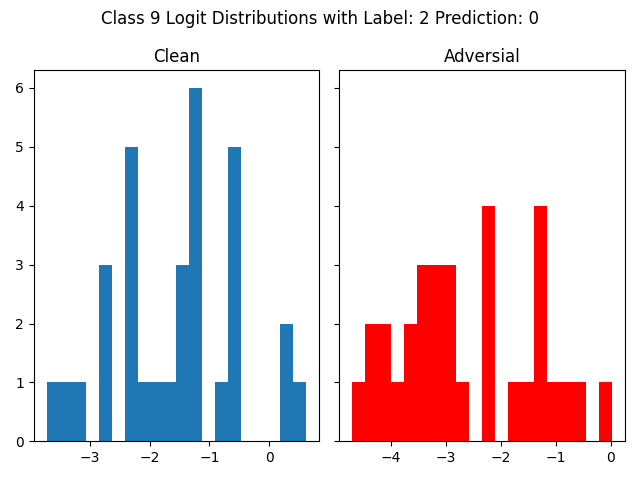 Class 9 Logit Distributions with Label: 2 Prediction: 0
Clean
Adversial
6
5
4
3
2
1
0
−3 −2 −1 0
−4 −3 −2 −1 0